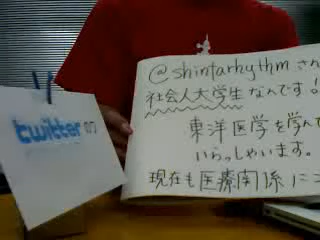 twitter
@shintarhythm さん
社会人大学生なんです!
東洋医学を学んで
いらっしゃいます。
現在も医療関係にこ